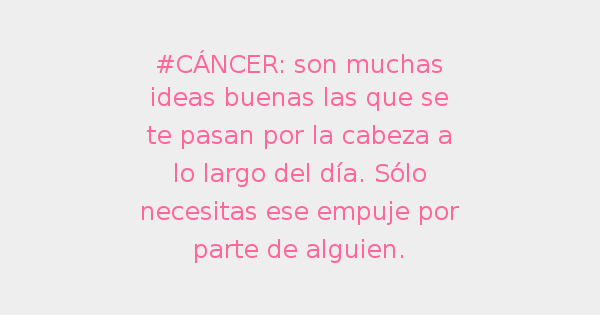 #CÁNCER: son muchas
ideas buenas las que se
te pasan por la cabeza a
lo largo del día. Sólo
necesitas ese empuje por
parte de alguien.